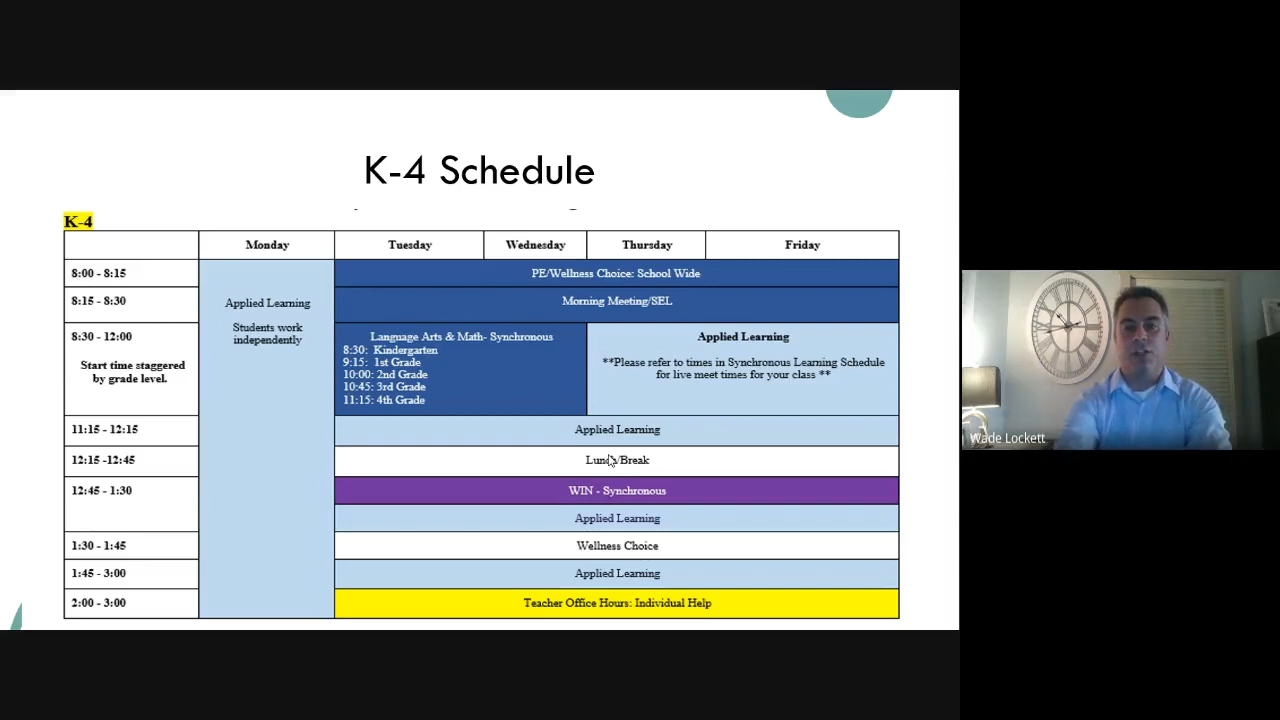 K-4 Schedule
K-4
Monday Tuesday Wednesday Thursday Friday
8:00 - 8:15 PE/Wellness Choice: School Wide
8:15 - 8:30 Morning Meeting/SEL
Applied Learning
Students work
independently
8:30 - 12:00
Start time staggered
by grade level.
Language Arts & Math- Synchronous
8:30: Kindergarten
9:15: 1st Grade
10:00: 2nd Grade
10:45: 3rd Grade
11:15: 4th Grade
Applied Learning
**Please refer to times in Synchronous Learning Schedule
for live meet times for your class **
11:15 - 12:15 Applied Learning
12:15 -12:45 Lunch/Break
12:45 - 1:30 WIN - Synchronous
Applied Learning
1:30 - 1:45 Wellness Choice
1:45 - 3:00 Applied Learning
2:00 - 3:00 Teacher Office Hours: Individual Help
Wade Lockett